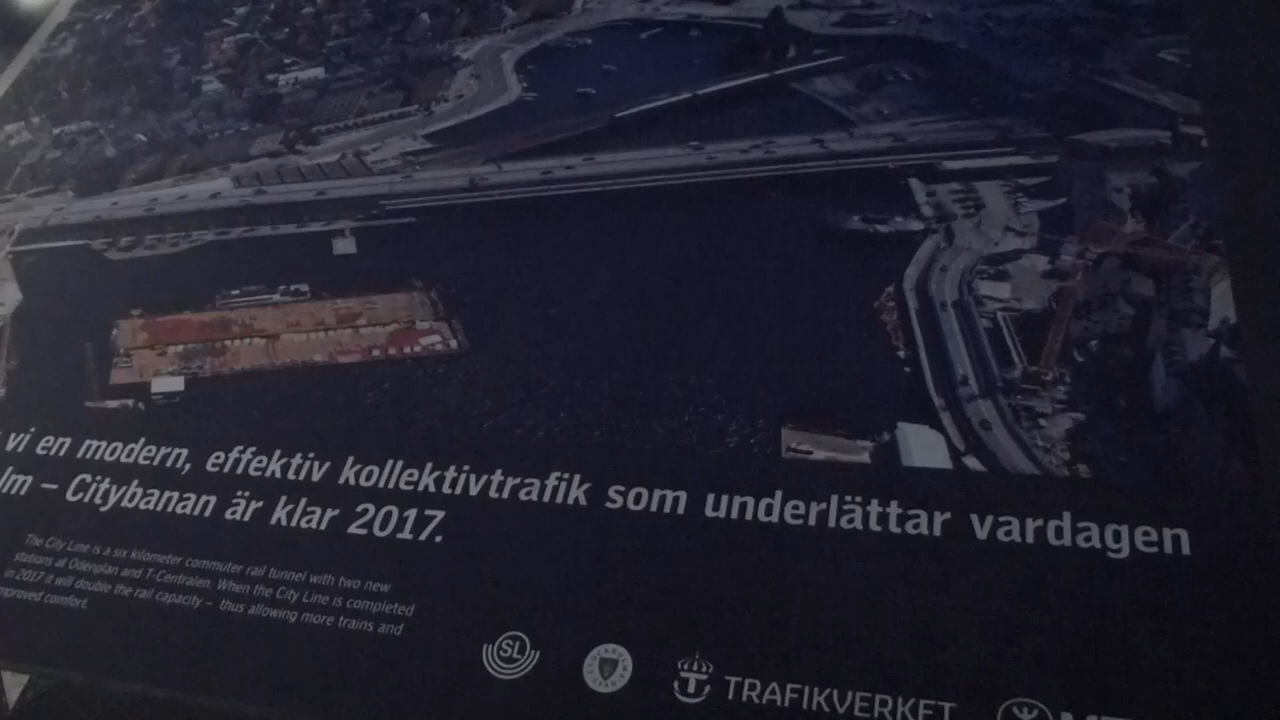 vi en modern, effektiv kollektivtrafik som underlättar vardagen
lm – Citybanan är klar 2017.
The City Line is a six kilometer commuter rail tunnel with two new
stations at Odenplan and T-Centralen. When the City Line is completed
in 2017 it will double the rail capacity – thus allowing more trains and
mproved comfort.
SL
TRAFIKVERKET